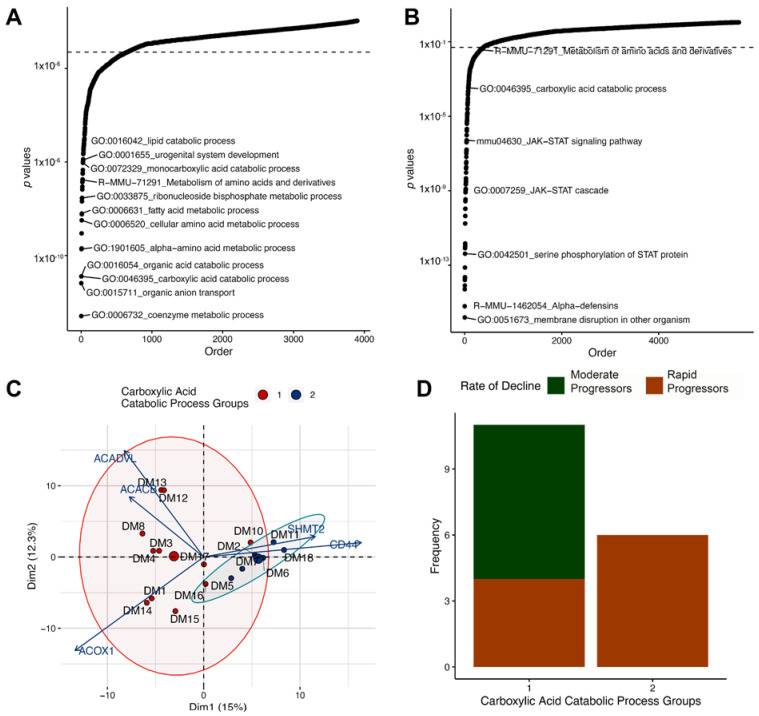 A
p values
1x10-6
1x10-6
1x10-10
GO:0016042_lipid catabolic process
GO:0001655_urogenital system development
GO:0072329_monocarboxylic acid catabolic process
R-MMU-71291_Metabolism of amino acids and derivatives
GO:0033875_ribonucleoside bisphosphate metabolic process
GO:0006631_fatty acid metabolic process
GO:0006520_cellular amino acid metabolic process
GO:1901605_alpha-amino acid metabolic process
GO:0016054_organic acid catabolic process
GO:0046395_carboxylic acid catabolic process
GO:0015711_organic anion transport
GO:0006732_coenzyme metabolic process
0
1000
2000
3000
4000
Order
B
p values
1x10-1
1x10-5
1x10-9
1x10-13
R-MMU-71291_Metabolism of amino acids and derivatives
GO:0046395_carboxylic acid catabolic process
mmu04630_JAK-STAT signaling pathway
GO:0007259_JAK-STAT cascade
GO:0042501_serine phosphorylation of STAT protein
R-MMU-1462054_Alpha-defensins
GO:0051673_membrane disruption in other organism
0
2000
4000
Order
C
Carboxylic Acid
Catabolic Process Groups
1
2
Dim2 (12.3%)
10
0
-10
ACADVL
DM13
ACACB
DM12
DM8
DM10
DM11
SHMT2
DM3
DM2
CD44
DM4
DM18
DM6
DM5
DM1
DM16
DM14
DM15
ACOX1
-10
0
10
Dim1 (15%)
D
Rate of Decline
Moderate
Progressors
Rapid
Progressors
Frequency
9
6
3
0
1
2
Carboxylic Acid Catabolic Process Groups